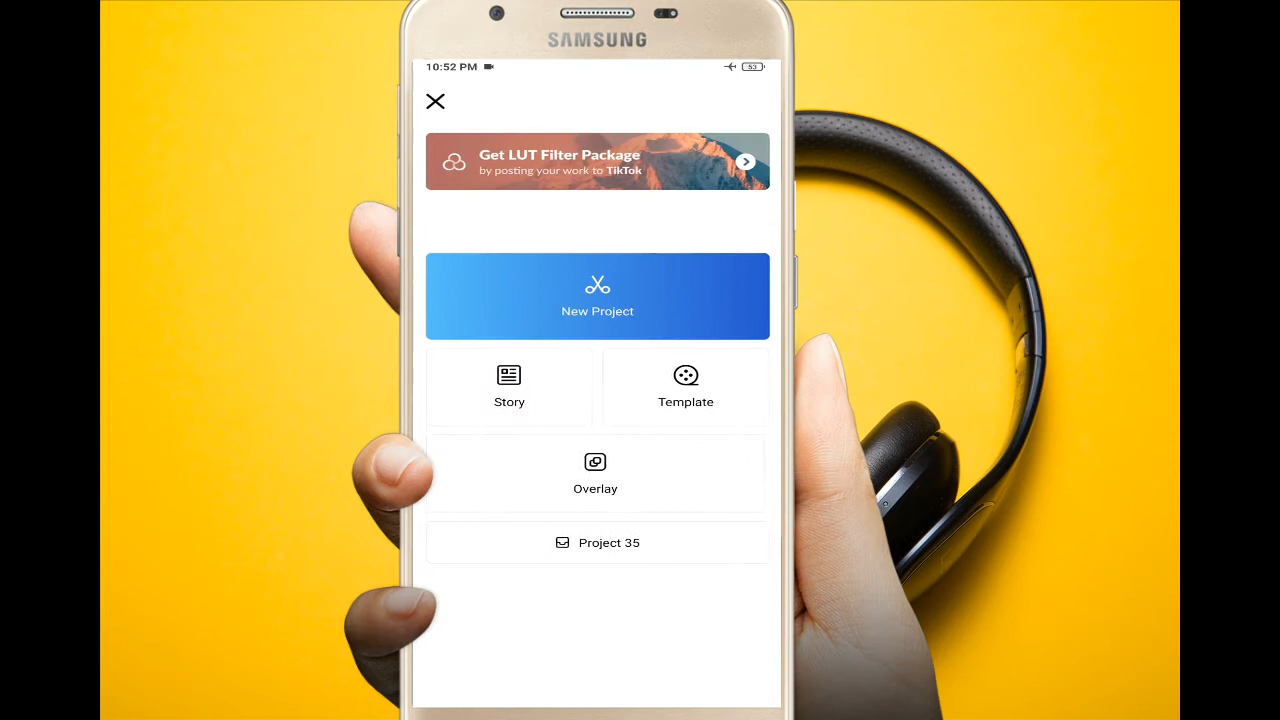 SAMSUNG
10:52 PM
53
Get LUT Filter Package
by posting your work to TikTok
New Project
Story
Template
Overlay
Project 35